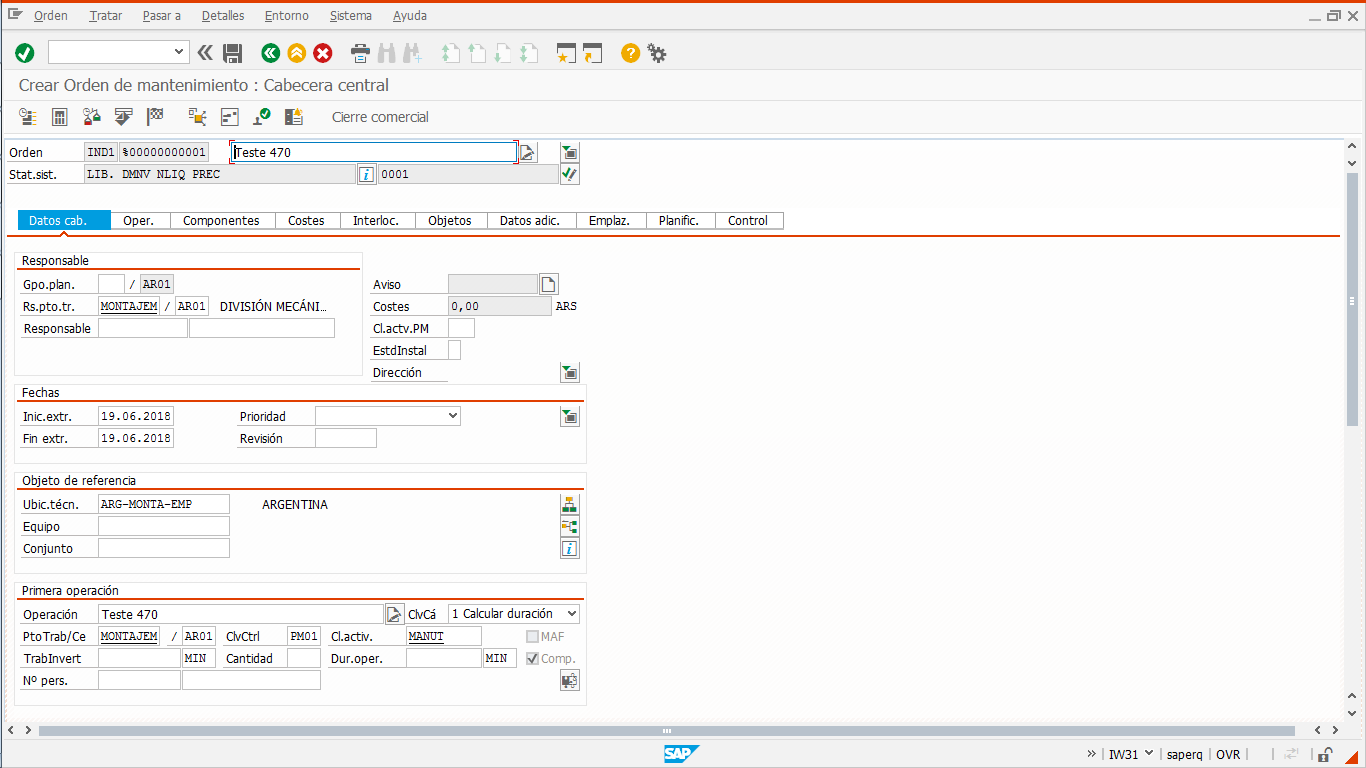 Orden Tratar Pasar a Detalles Entorno Sistema Ayuda
Crear Orden de mantenimiento : Cabecera central
Cierre comercial
Orden IND1 %00000000001 Teste 470
Stat.sist. LIB. DMNV NLIQ PREC 0001
Datos cab. Oper. Componentes Costes Interloc. Objetos Datos adic. Emplaz. Planific. Control
Responsable
Gpo.plan. / AR01 Aviso
Rs.pto.tr. MONTAJEM / AR01 DIVISIÓN MECÁNI... Costes 0,00 ARS
Responsable Cl.actv.PM
EstdInstal
Dirección
Fechas
Inic.extr. 19.06.2018 Prioridad
Fin extr. 19.06.2018 Revisión
Objeto de referencia
Ubic.técn. ARG-MONTA-EMP ARGENTINA
Equipo
Conjunto
Primera operación
Operación Teste 470 ClvCá 1 Calcular duración
PtoTrab/Ce MONTAJEM / AR01 ClvCtrl PM01 Cl.activ. MANUT MAF
TrabInvert MIN Cantidad Dur.oper. MIN Comp.
Nº pers.
SAP IW31 saperq OVR